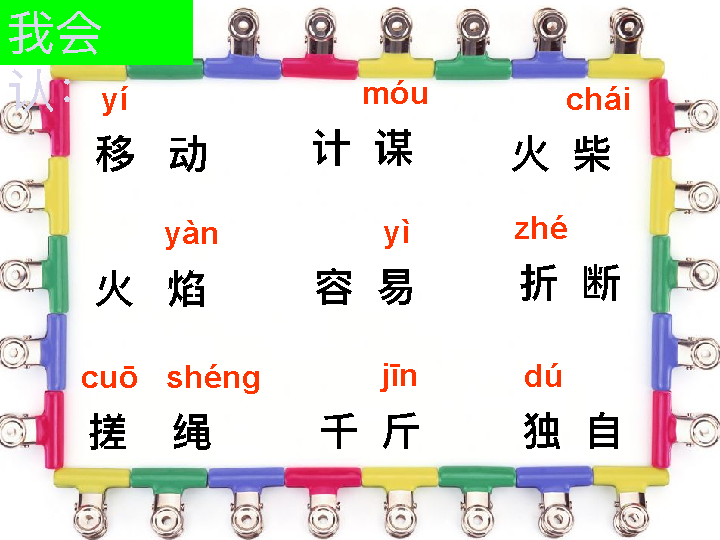 我会
认：
yí móu chái
移 动 计 谋 火 柴
yàn yì zhé
火 焰 容 易 折 断
cuō shéng jīn dú
搓 绳 千 斤 独 自